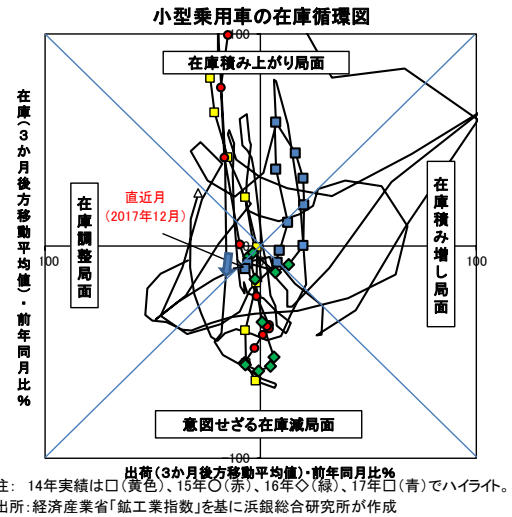 小型乗用車の在庫循環図
100
在庫積み上がり局面
在庫(3か月後方移動平均値)・前年同月比%
直近月
(2017年12月)
在庫調整局面
在庫積み増し局面
0
100
意図せざる在庫減局面
-100
出荷(3か月後方移動平均値)・前年同月比%
注: 14年実績は□(黄色)、15年○(赤)、16年◇(緑)、17年□(青)でハイライト。
出所:経済産業省「鉱工業指数」を基に浜銀総合研究所が作成